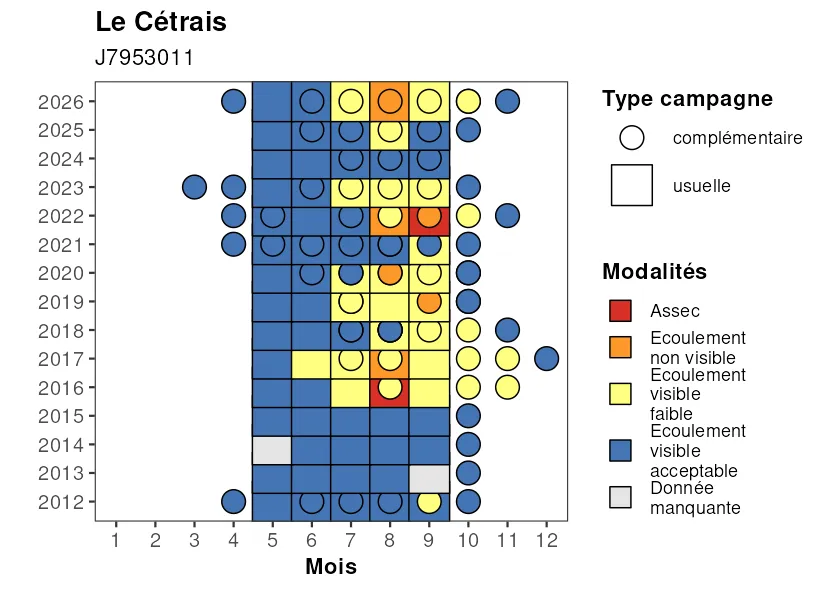 Le Cétrais
J7953011
2026
2025
2024
2023
2022
2021
2020
2019
2018
2017
2016
2015
2014
2013
2012
1 2 3 4 5 6 7 8 9 10 11 12
Mois
Type campagne
complémentaire
usuelle
Modalités
Assec
Ecoulement
non visible
Ecoulement
visible
faible
Ecoulement
visible
acceptable
Donnée
manquante